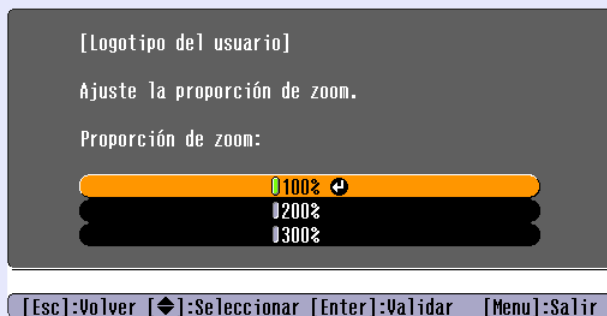 [Logotipo del usuario]
Ajuste la proporción de zoom.
Proporción de zoom:
100%
200%
300%
[Esc]:Volver [◆]:Seleccionar [Enter]:Validar [Menu]:Salir